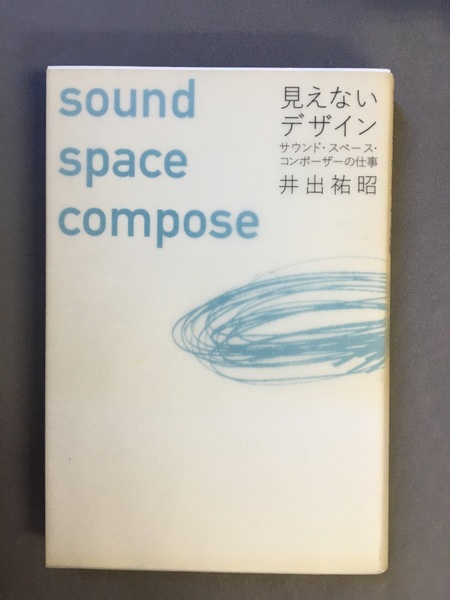 sound
space
compose
見えない
デザイン
サウンド・スペース・
コンポーザーの仕事
井出祐昭